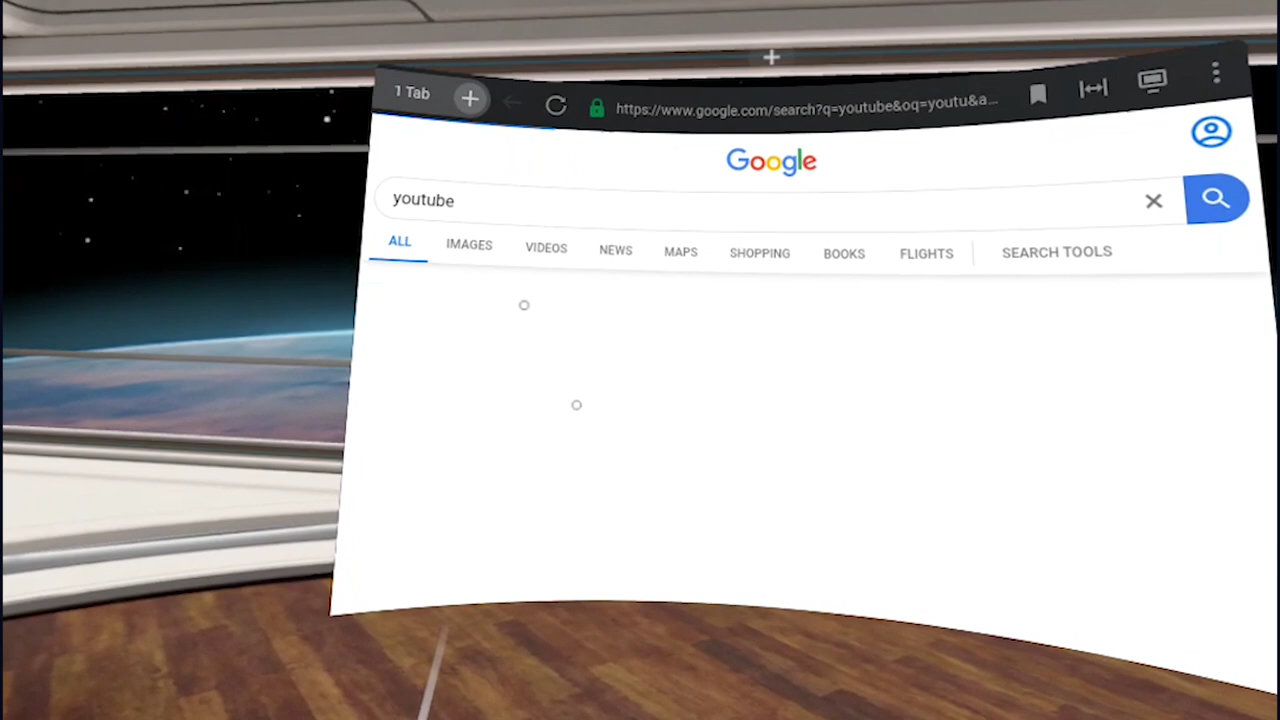 1 Tab
https://www.google.com/search?q=youtube&oq=youtu&a...
Google
youtube
ALL IMAGES VIDEOS NEWS MAPS SHOPPING BOOKS FLIGHTS SEARCH TOOLS